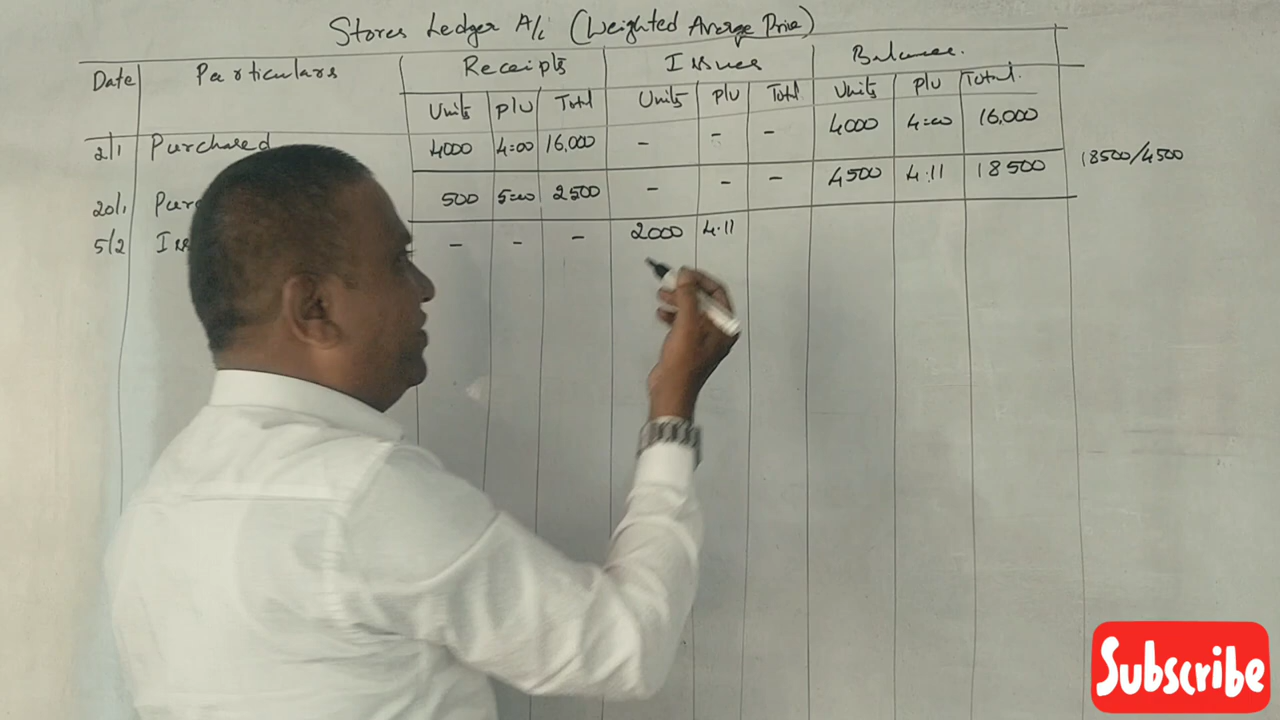 Stores Ledger A/c (Weighted Average Price)
Date Particulars Receipts Issues Balances.
Units P/U Total Units P/U Total Units P/U Total.
2/1 Purchased 4000 4=00 16,000 - - - 4000 4=00 16,000
20/1 500 5=00 2500 - - - 4500 4.11 18500 18500/4500
5/2 - - - 2000 4.11
Subscribe